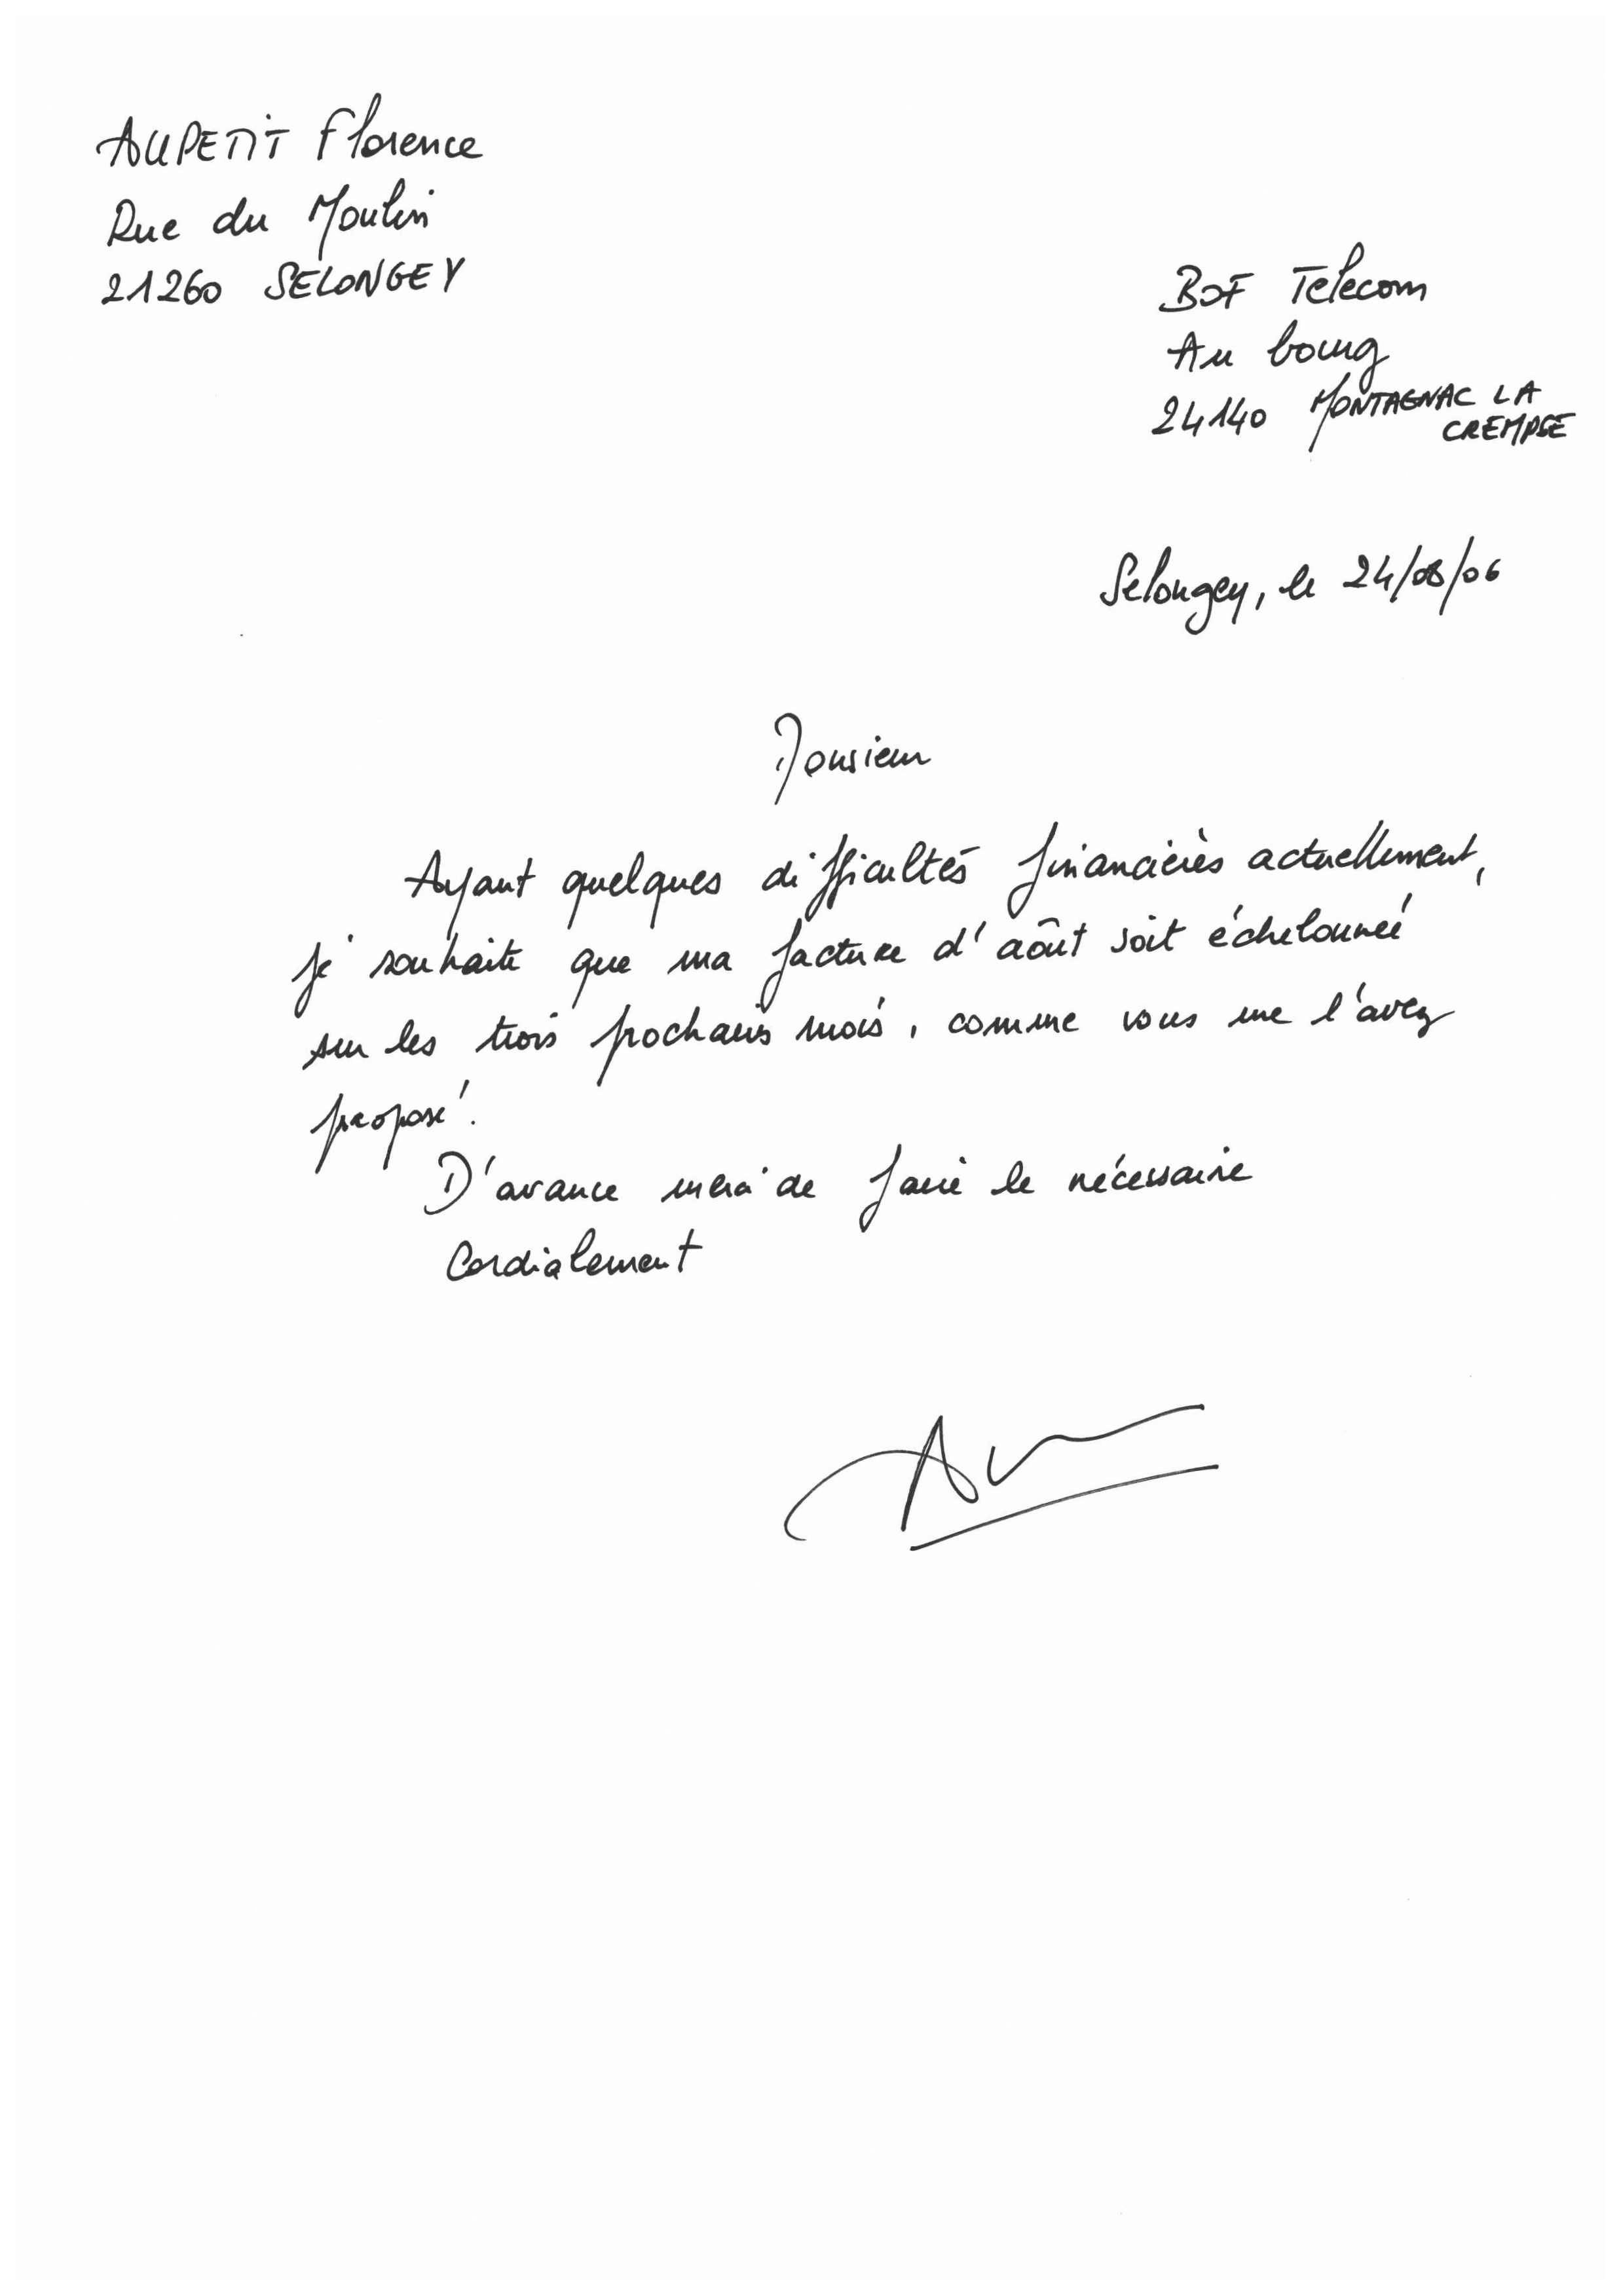 AUPETIT Florence
Rue du Moulin
21260 SELONGEY
BOF Telecom
Au bourg
24140 MONTAGNAC LA
CREMPSE
Selongey, le 24/08/06
Monsieur
Ayant quelques difficultés financières actuellement,
je souhaite que ma facture d'août soit échelonnée
sur les trois prochains mois, comme vous me l'avez
proposé.
D'avance merci de faire le nécessaire
Cordialement